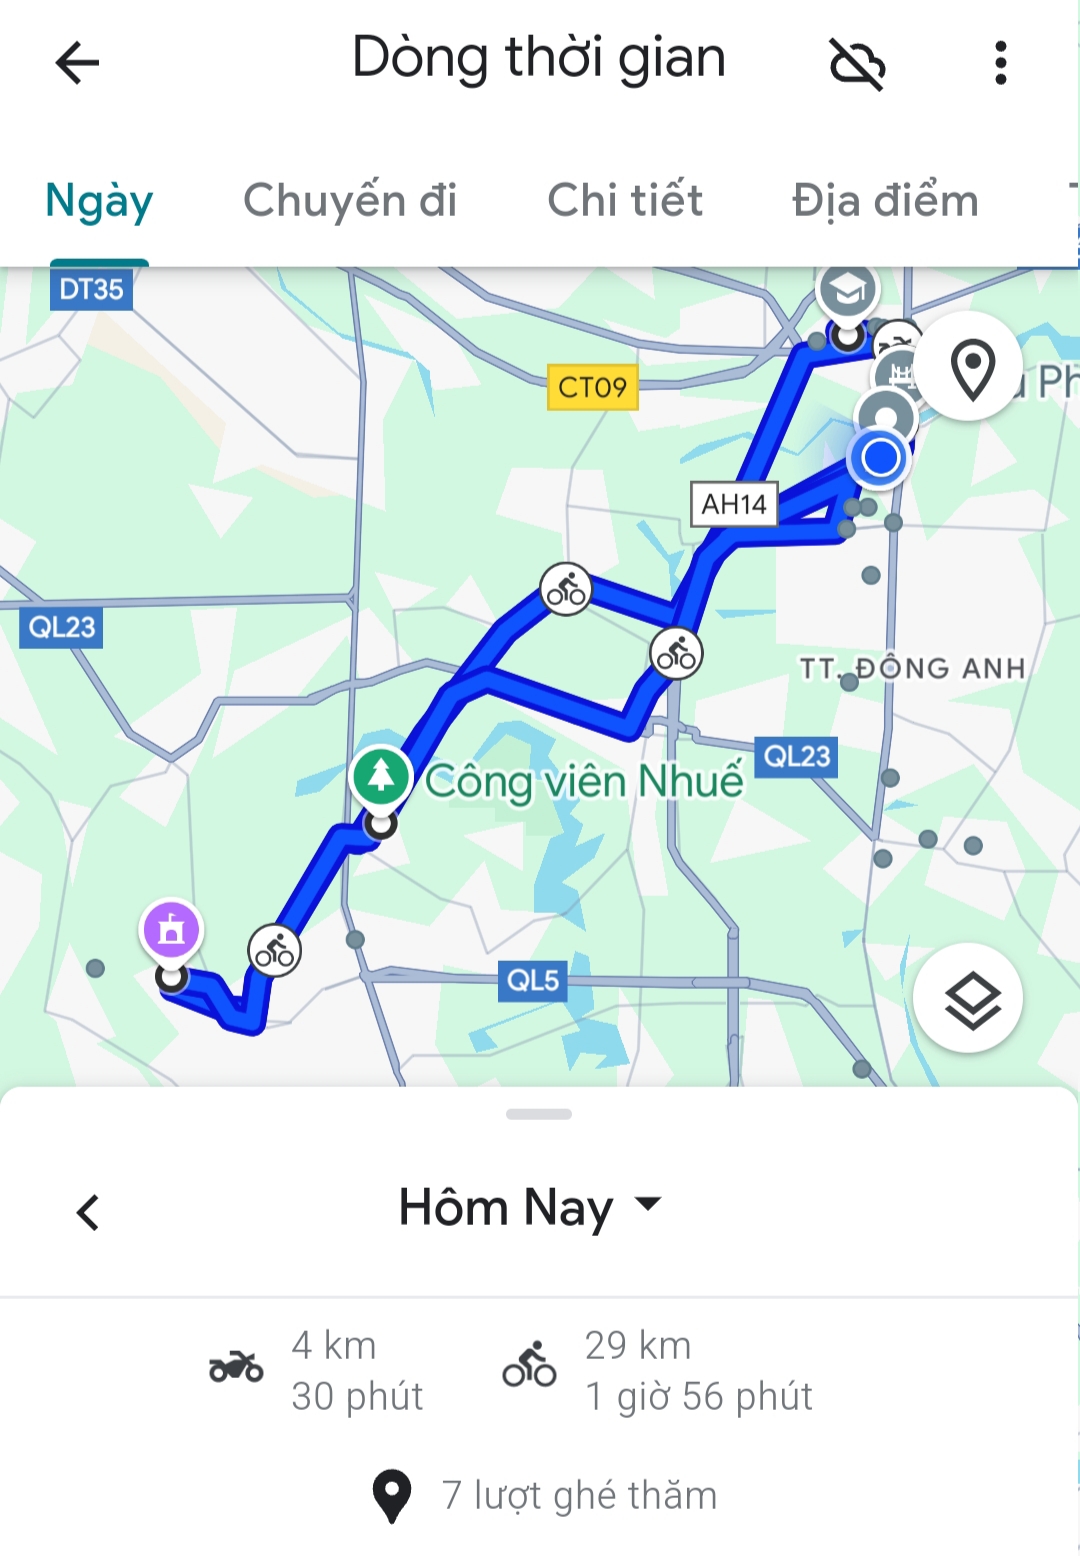 Dòng thời gian
Ngày
Chuyến đi
Chi tiết
Địa điểm
DT35
CT09
Ph
AH14
QL23
TT. ĐÔNG ANH
QL23
Công viên Nhuế
QL5
Hôm Nay
4 km
30 phút
29 km
1 giờ 56 phút
7 lượt ghé thăm